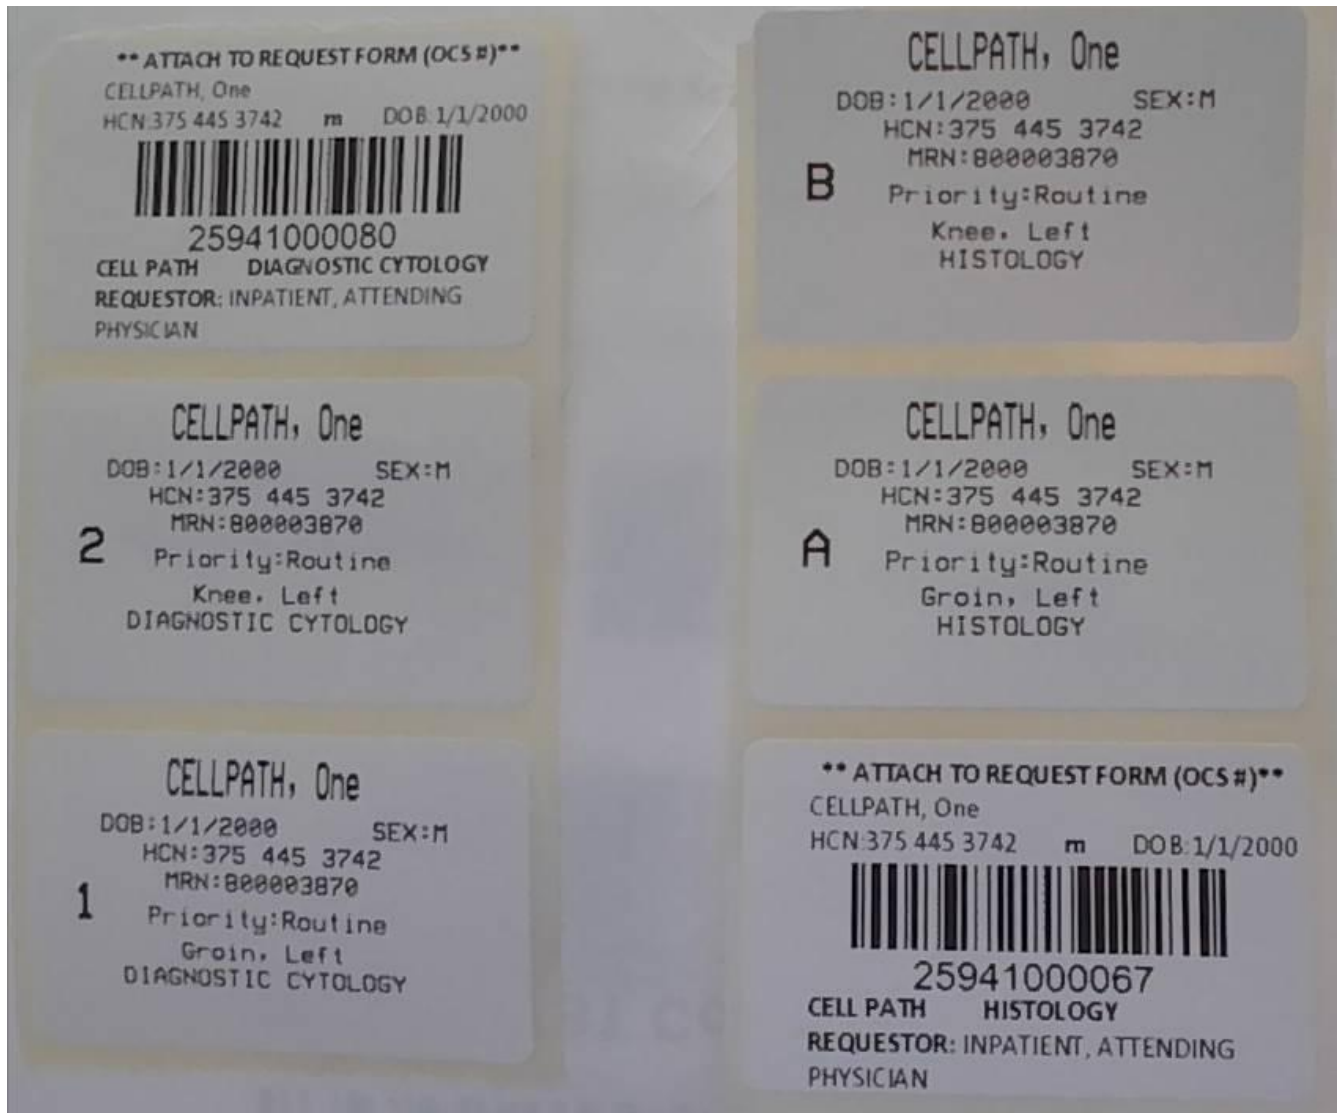 ** ATTACH TO REQUEST FORM (OCS #)**
CELLPATH, One
HCN:375 445 3742 m DOB:1/1/2000
25941000080
CELL PATH DIAGNOSTIC CYTOLOGY
REQUESTOR: INPATIENT, ATTENDING
PHYSICIAN
CELLPATH, One
DOB:1/1/2000 SEX:M
HCN:375 445 3742
MRN:800003870
2
Priority:Routine
Knee, Left
DIAGNOSTIC CYTOLOGY
CELLPATH, One
DOB:1/1/2000 SEX:M
HCN:375 445 3742
MRN:800003870
1
Priority:Routine
Groin, Left
DIAGNOSTIC CYTOLOGY
CELLPATH, One
DOB:1/1/2000 SEX:M
HCN:375 445 3742
MRN:800003870
B
Priority:Routine
Knee, Left
HISTOLOGY
CELLPATH, One
DOB:1/1/2000 SEX:M
HCN:375 445 3742
MRN:800003870
A
Priority:Routine
Groin, Left
HISTOLOGY
** ATTACH TO REQUEST FORM (OCS #)**
CELLPATH, One
HCN:375 445 3742 m DOB:1/1/2000
25941000067
CELL PATH HISTOLOGY
REQUESTOR: INPATIENT, ATTENDING
PHYSICIAN